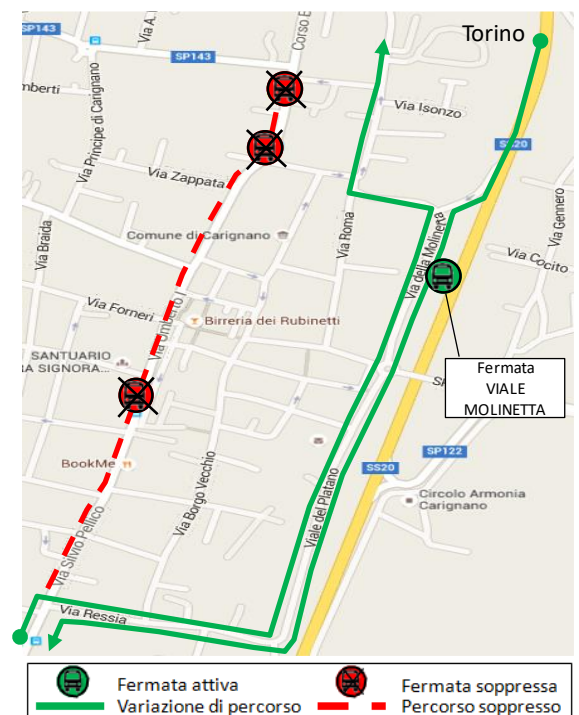 Torino
SP143
Via A.
Corso E
SP143
mberti
Via Principe di Carignano
Via Isonzo
SS20
Via Zappata
Via Gennero
Comune di Carignano
Via Roma
Via della Molinetta
Via Braida
Via Cocito
Via Forneri
Via Umberto I
Birreria dei Rubinetti
SANTUARIO
RA SIGNORA...
Fermata
VIALE
MOLINETTA
SP122
BookMe
SS20
Via Borgo Vecchio
Viale del Platano
Circolo Armonia
Carignano
Via Silvio Pellico
Via Ressia
Fermata attiva
Fermata soppressa
Variazione di percorso
Percorso soppresso